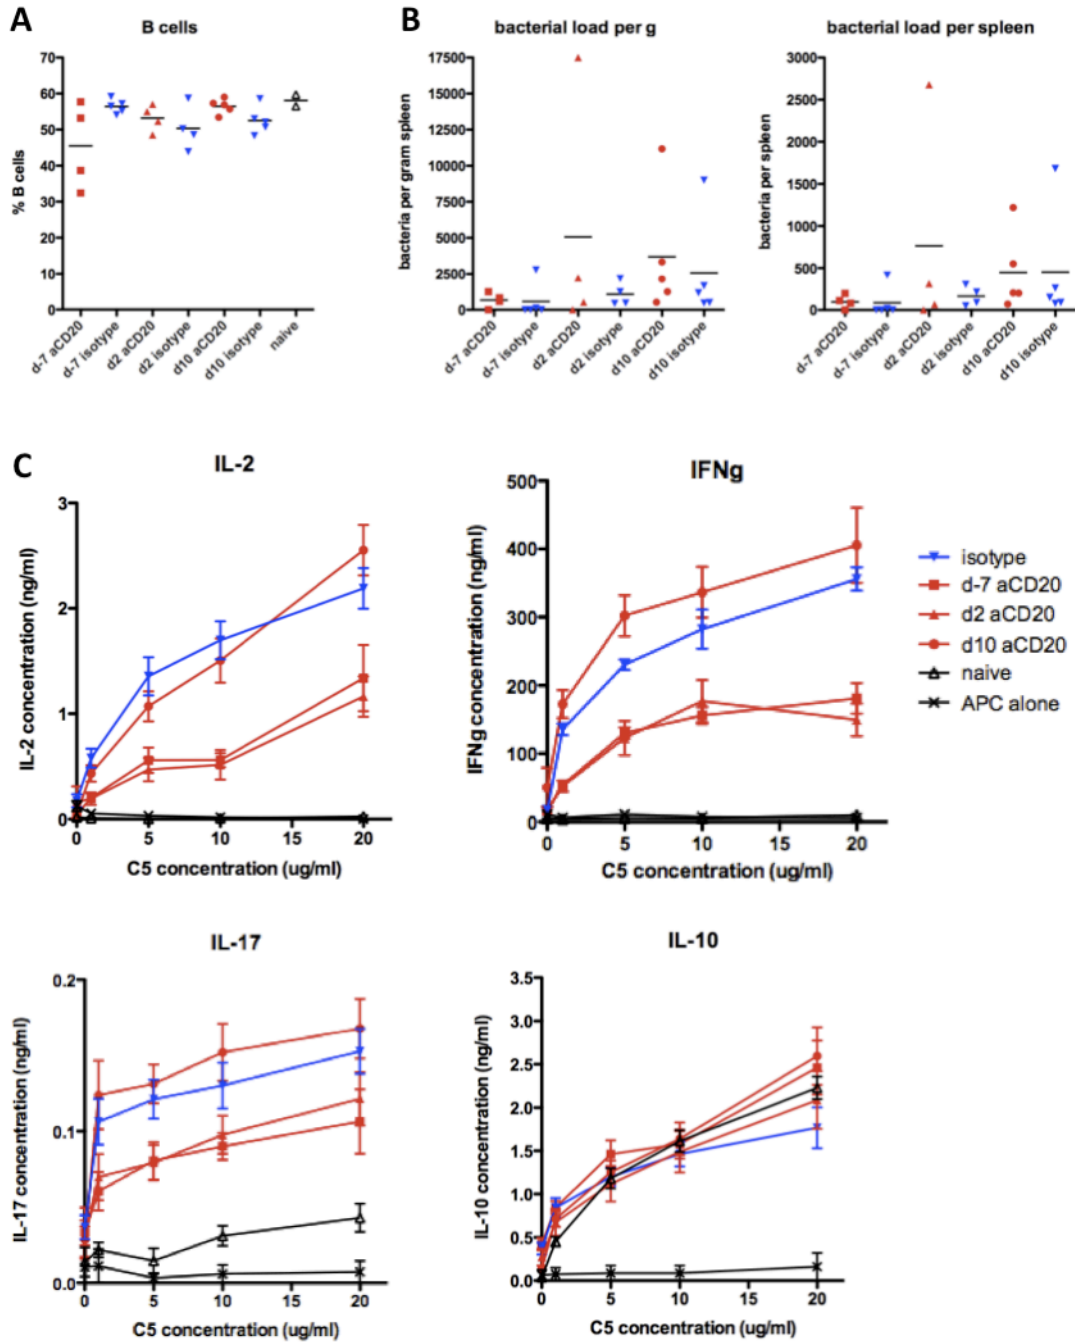 A
B cells
% B cells
70
60
50
40
30
20
10
0
d-7 aCD20
d-7 isotype
d2 aCD20
d2 isotype
d10 aCD20
d10 isotype
naive
B
bacterial load per g
bacteria per gram spleen
17500
15000
12500
10000
7500
5000
2500
0
d-7 aCD20
d-7 isotype
d2 aCD20
d2 isotype
d10 aCD20
d10 isotype
bacterial load per spleen
bacteria per spleen
3000
2500
2000
1500
1000
500
0
d-7 aCD20
d-7 isotype
d2 aCD20
d2 isotype
d10 aCD20
d10 isotype
C
IL-2
IL-2 concentration (ng/ml)
3
2
1
0
0 5 10 15 20
C5 concentration (ug/ml)
IFNg
IFNg concentration (ng/ml)
500
400
300
200
100
0
0 5 10 15 20
C5 concentration (ug/ml)
isotype
d-7 aCD20
d2 aCD20
d10 aCD20
naive
APC alone
IL-17
IL-17 concentration (ng/ml)
0.2
0.1
0.0
0 5 10 15 20
C5 concentration (ug/ml)
IL-10
IL-10 concentration (ng/ml)
3.5
3.0
2.5
2.0
1.5
1.0
0.5
0.0
0 5 10 15 20
C5 concentration (ug/ml)